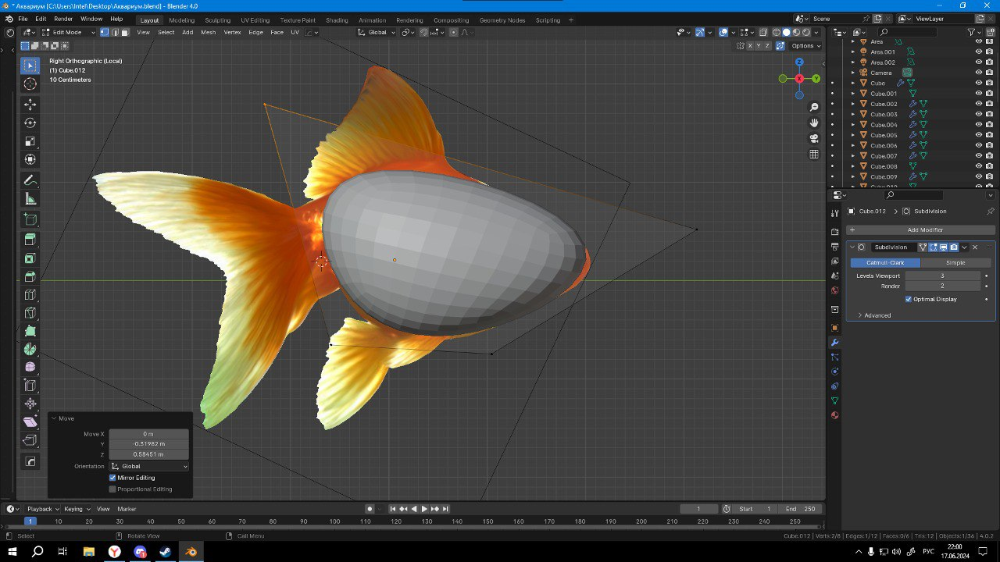 * Аквариум [C:\Users\Intel\Desktop\Аквариум.blend] - Blender 4.0
File Edit Render Window Help Layout Modeling Sculpting UV Editing Texture Paint Shading Animation Rendering Compositing Geometry Nodes Scripting + Scene ViewLayer
Edit Mode View Select Add Mesh Vertex Edge Face UV Global
X Y Z Options
Right Orthographic (Local)
(1) Cube.012
10 Centimeters
Z
X
Y
Area
Area.001
Area.002
Camera
Cube
Cube.001
Cube.002
Cube.003
Cube.004
Cube.005
Cube.006
Cube.007
Cube.008
Cube.009
Cube.012 > Subdivision
+ Add Modifier
Subdivision
Catmull-Clark Simple
Levels Viewport 3
Render 2
Optimal Display
Advanced
Move
Move X 0 m
Y -0.31982 m
Z 0.58451 m
Orientation Global
Mirror Editing
Proportional Editing
Playback Keying View Marker 1 Start 1 End 250
1 10 20 30 40 50 60 70 80 90 100 110 120 130 140 150 160 170 180 190 200 210 220 230 240 250
Select Rotate View Call Menu Cube.012 | Verts:2/8 | Edges:1/12 | Faces:0/6 | Tris:12 | Objects:1/36 | 4.0.2
РУС
22:00
17.06.2024